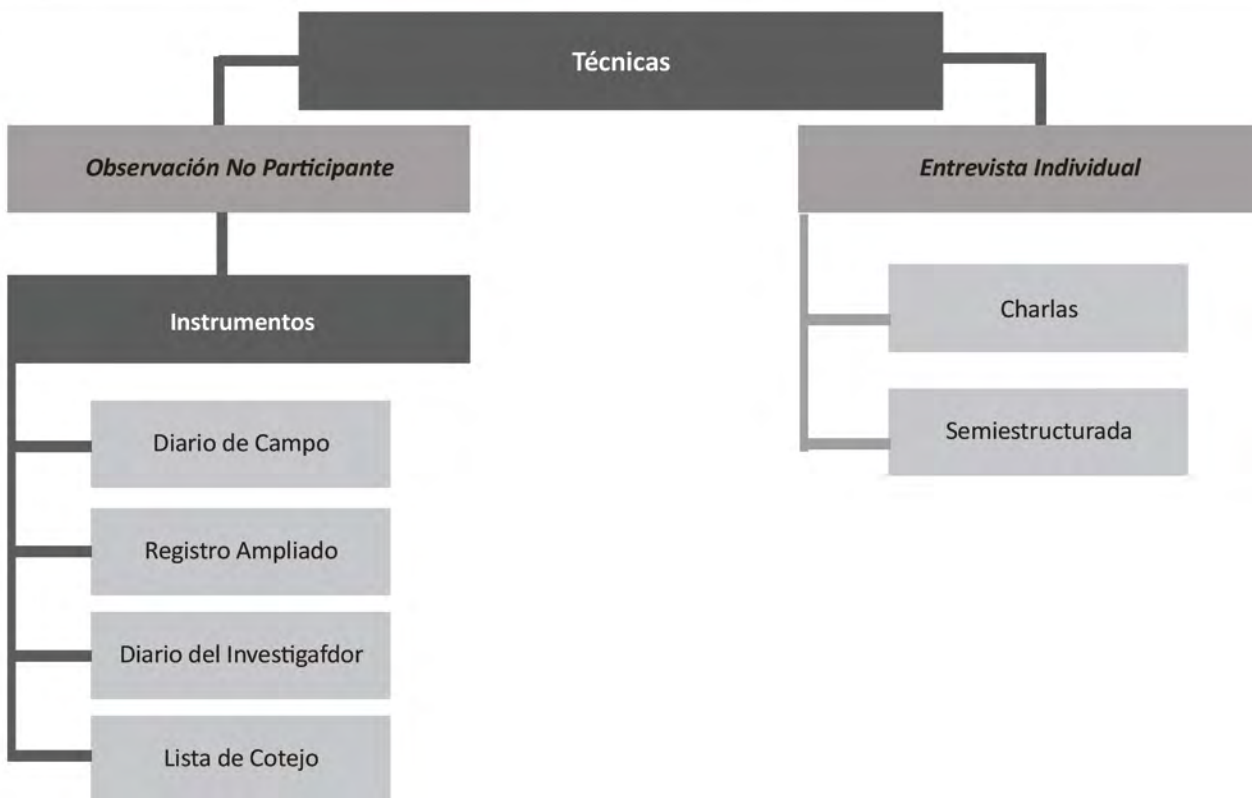 Técnicas
Observación No Participante
Entrevista Individual
Instrumentos
Charlas
Diario de Campo
Semiestructurada
Registro Ampliado
Diario del Investigafdor
Lista de Cotejo